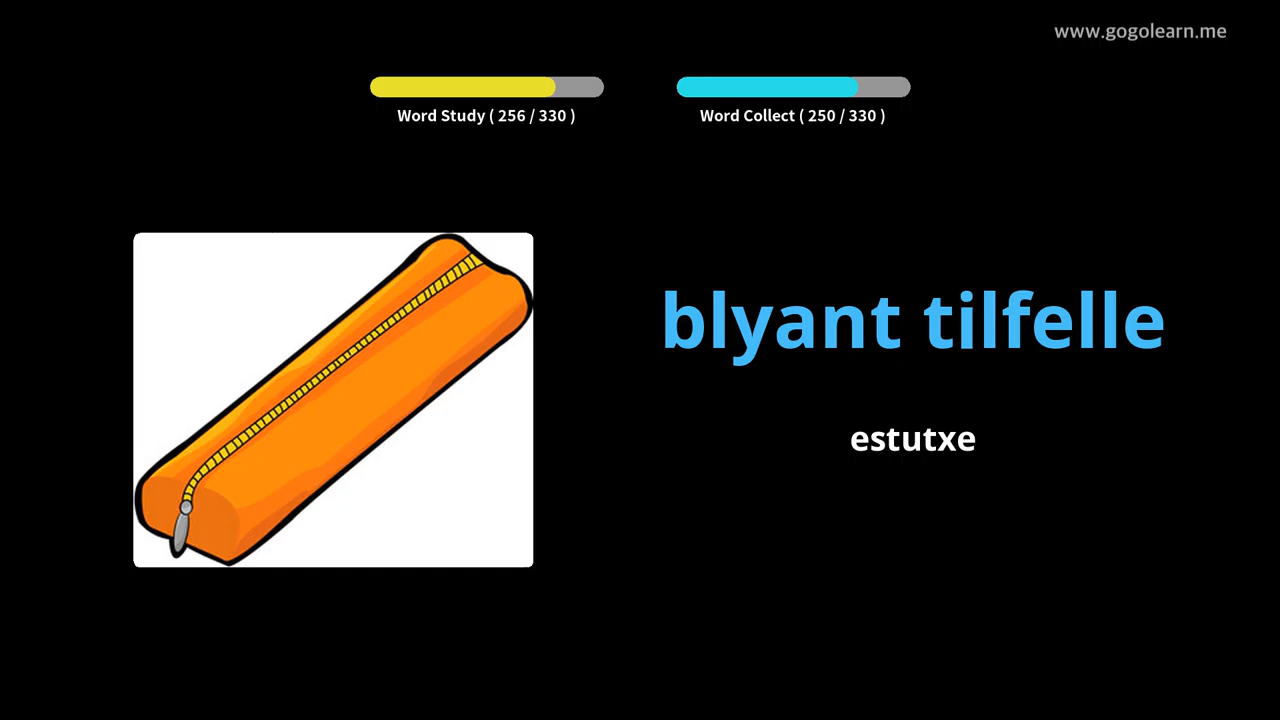 www.gogolearn.me
Word Study ( 256 / 330 )
Word Collect ( 250 / 330 )
blyant tilfelle
estutxe